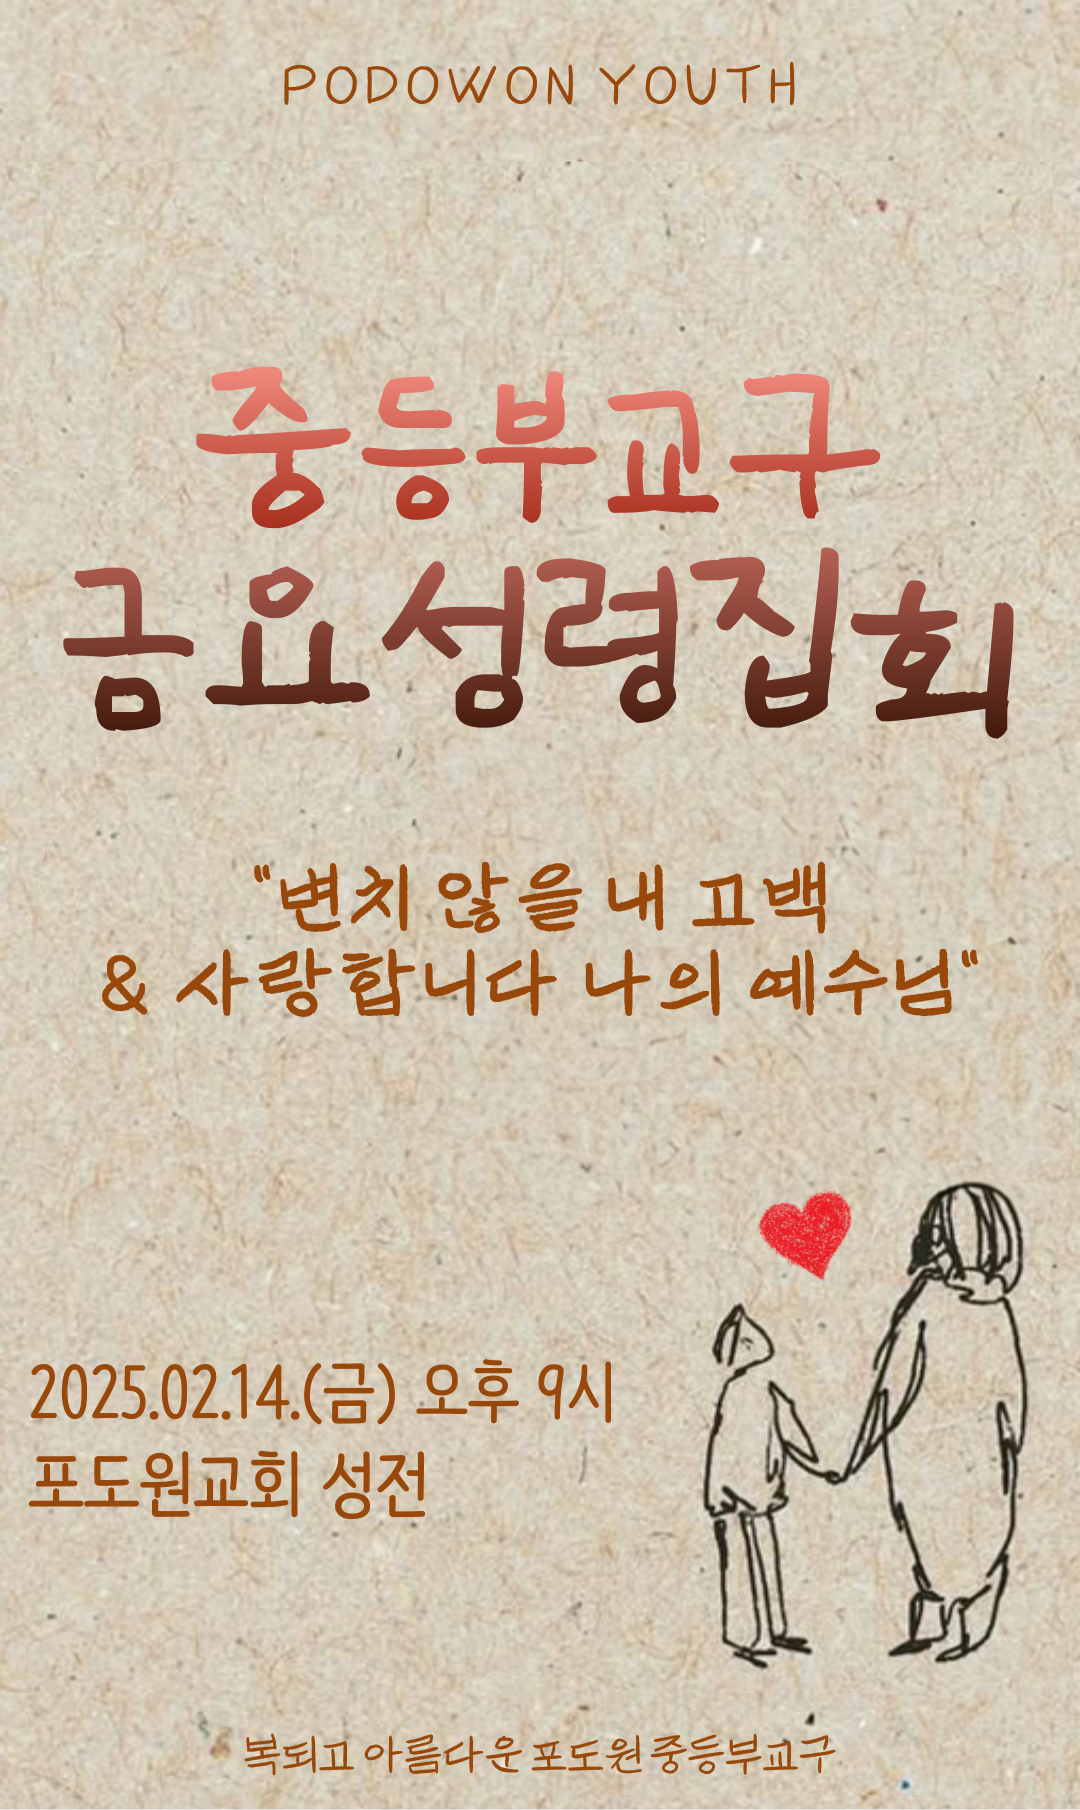 PODOWON YOUTH
중등부교구
금요성령집회
"변치 않을 내 고백
& 사랑합니다 나의 예수님"
2025.02.14.(금) 오후 9시
포도원교회 성전
복되고 아름다운 포도원 중등부교구